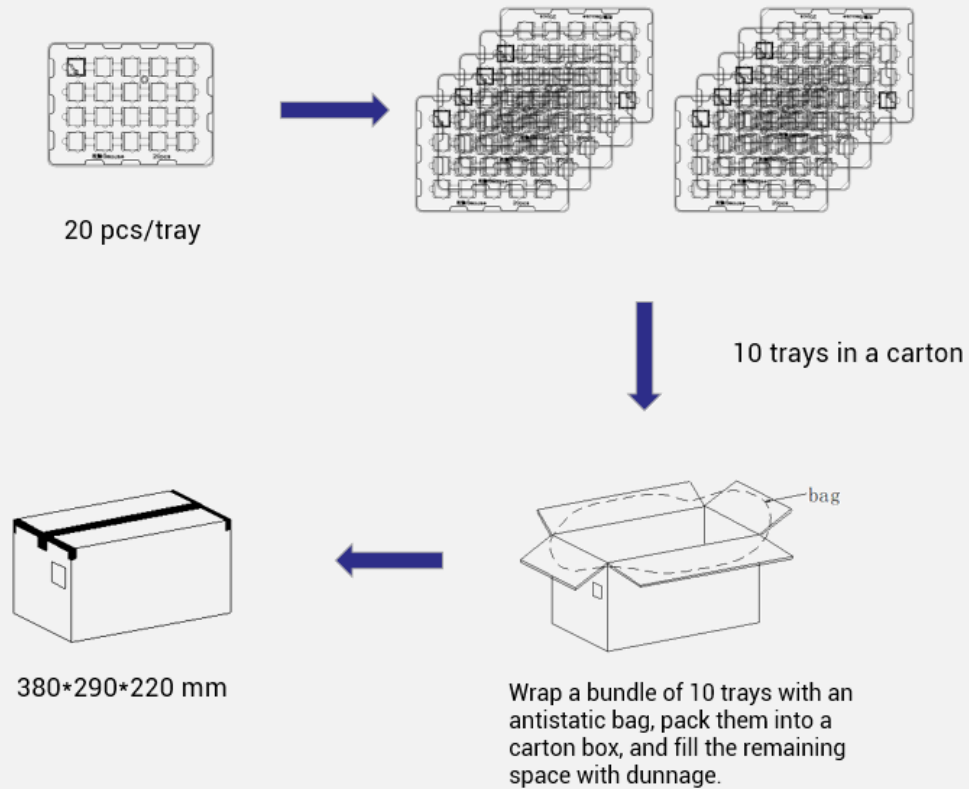 20 pcs/tray
10 trays in a carton
bag
380*290*220 mm
Wrap a bundle of 10 trays with an
antistatic bag, pack them into a
carton box, and fill the remaining
space with dunnage.